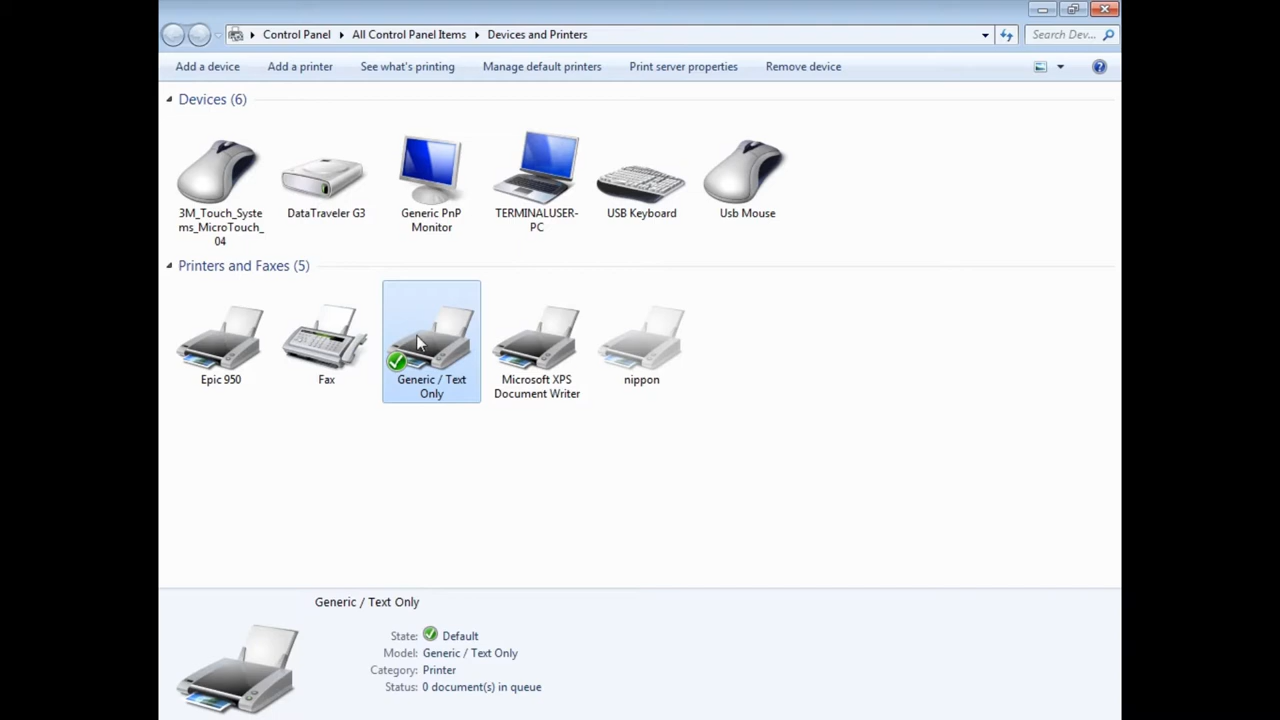 Control Panel All Control Panel Items Devices and Printers Search Dev...
Add a device Add a printer See what's printing Manage default printers Print server properties Remove device
Devices (6)
3M_Touch_Syste
ms_MicroTouch_
04
DataTraveler G3
Generic PnP
Monitor
TERMINALUSER-
PC
USB Keyboard
Usb Mouse
Printers and Faxes (5)
Epic 950
Fax
Generic / Text
Only
Microsoft XPS
Document Writer
nippon
Generic / Text Only
State: Default
Model: Generic / Text Only
Category: Printer
Status: 0 document(s) in queue